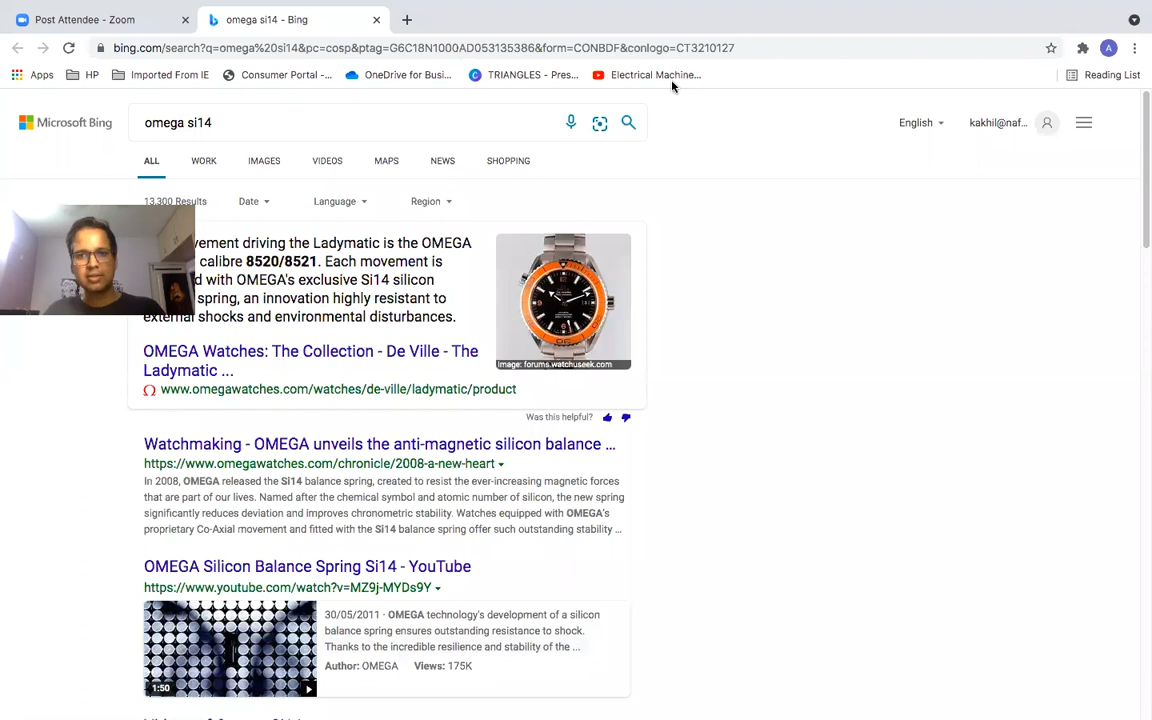 Post Attendee - Zoom
omega si14 - Bing
bing.com/search?q=omega%20si14&pc=cosp&ptag=G6C18N1000AD053135386&form=CONBDF&conlogo=CT3210127
A
Apps
HP
Imported From IE
Consumer Portal -...
OneDrive for Busi...
TRIANGLES - Pres...
Electrical Machine...
Reading List
Microsoft Bing
omega si14
English
kakhil@naf...
ALL
WORK
IMAGES
VIDEOS
MAPS
NEWS
SHOPPING
13,300 Results
Date
Language
Region
vement driving the Ladymatic is the OMEGA
calibre 8520/8521. Each movement is
d with OMEGA's exclusive Si14 silicon
spring, an innovation highly resistant to
external shocks and environmental disturbances.
Image: forums.watchuseek.com
OMEGA Watches: The Collection - De Ville - The
Ladymatic ...
www.omegawatches.com/watches/de-ville/ladymatic/product
Was this helpful?
Watchmaking - OMEGA unveils the anti-magnetic silicon balance ...
https://www.omegawatches.com/chronicle/2008-a-new-heart
In 2008, OMEGA released the Si14 balance spring, created to resist the ever-increasing magnetic forces
that are part of our lives. Named after the chemical symbol and atomic number of silicon, the new spring
significantly reduces deviation and improves chronometric stability. Watches equipped with OMEGA's
proprietary Co-Axial movement and fitted with the Si14 balance spring offer such outstanding stability ...
OMEGA Silicon Balance Spring Si14 - YouTube
https://www.youtube.com/watch?v=MZ9j-MYDs9Y
30/05/2011 · OMEGA technology's development of a silicon
balance spring ensures outstanding resistance to shock.
Thanks to the incredible resilience and stability of the ...
Author: OMEGA Views: 175K
1:50